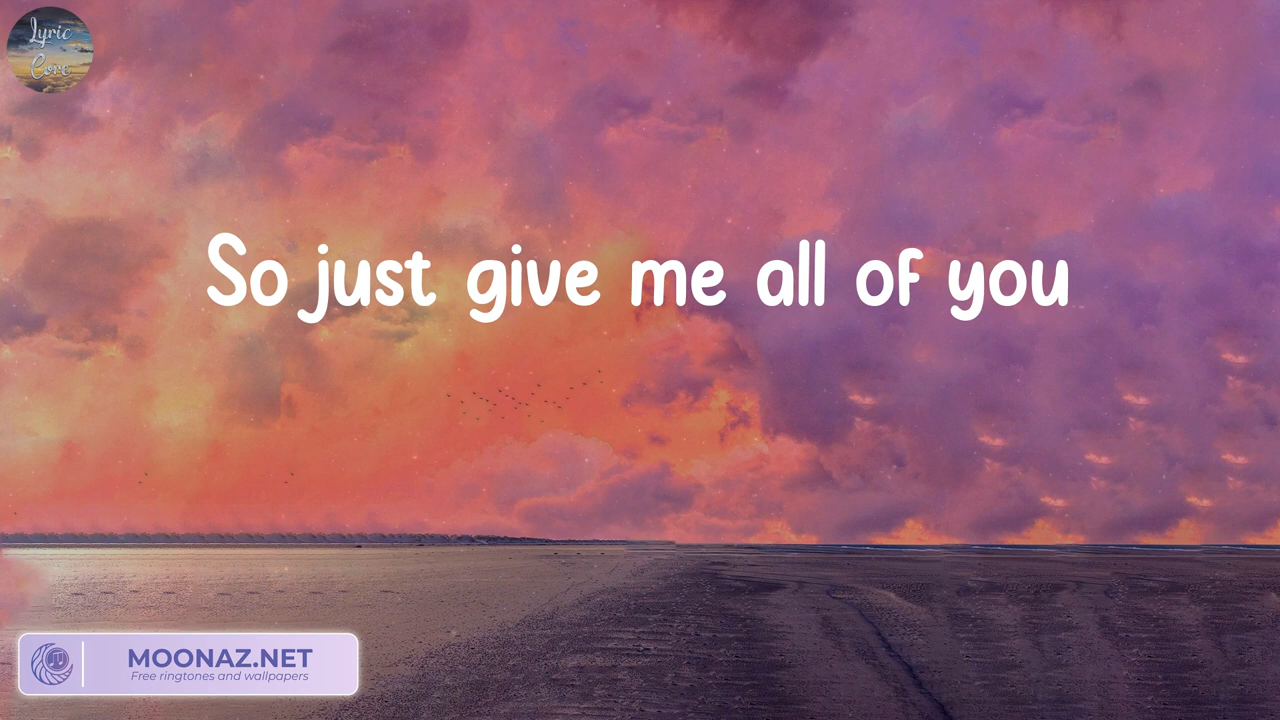 Lyric
Core
So just give me all of you
MOONAZ.NET
Free ringtones and wallpapers